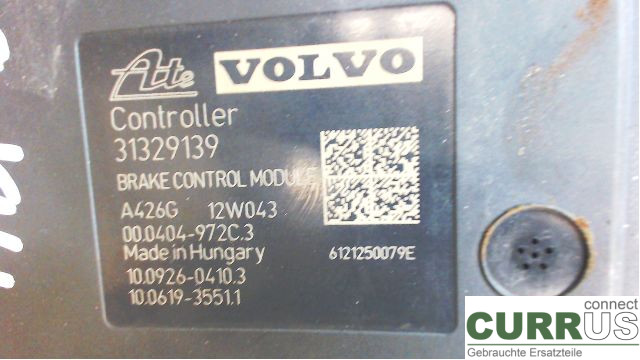 Ate VOLVO
Controller
31329139
BRAKE CONTROL MODULE
A426G 12W043
00.0404-972C.3
Made in Hungary
6121250079E
10.0926-0410.3
10.0619-3551.1
connect
CURRUS
Gebrauchte Ersatzteile